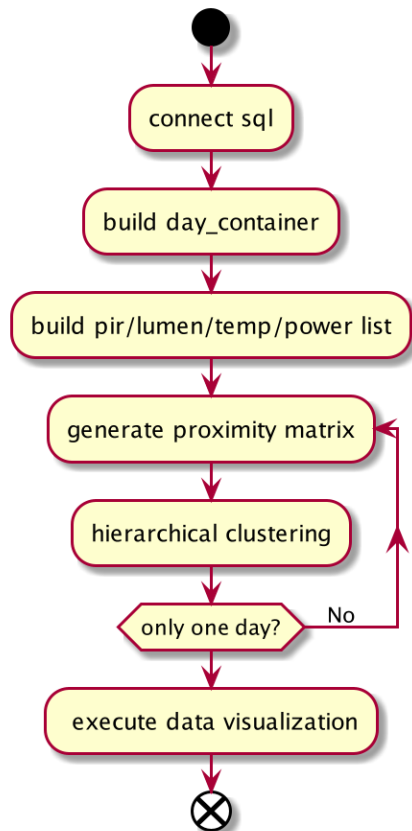 connect sql
build day_container
build pir/lumen/temp/power list
generate proximity matrix
hierarchical clustering
only one day?
No
execute data visualization